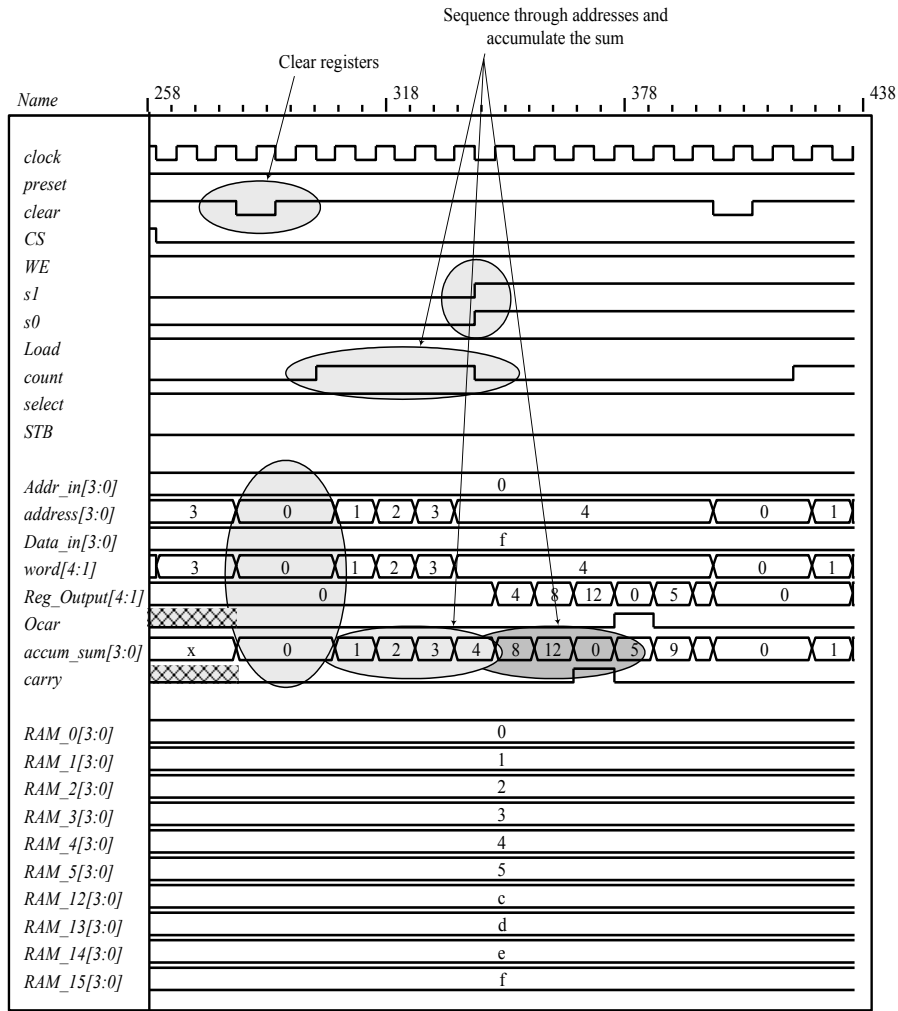 Sequence through addresses and
accumulate the sum
Clear registers
Name 258 318 378 438
clock
preset
clear
CS
WE
s1
s0
Load
count
select
STB
Addr_in[3:0] 0
address[3:0] 3 0 1 2 3 4 0 1
Data_in[3:0] f
word[4:1] 3 0 1 2 3 4 0 1
Reg_Output[4:1] 0 4 8 12 0 5 0
Ocar
accum_sum[3:0] x 0 1 2 3 4 8 12 0 5 9 0 1
carry
RAM_0[3:0] 0
RAM_1[3:0] 1
RAM_2[3:0] 2
RAM_3[3:0] 3
RAM_4[3:0] 4
RAM_5[3:0] 5
RAM_12[3:0] c
RAM_13[3:0] d
RAM_14[3:0] e
RAM_15[3:0] f